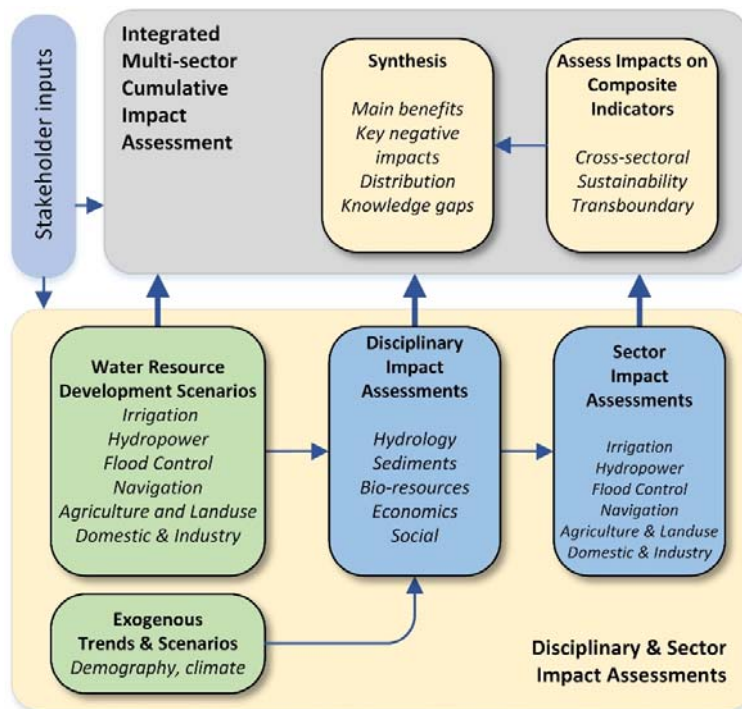 Stakeholder inputs
Integrated
Multi-sector
Cumulative
Impact
Assessment
Synthesis
Main benefits
Key negative
impacts
Distribution
Knowledge gaps
Assess Impacts on
Composite
Indicators
Cross-sectoral
Sustainability
Transboundary
Water Resource
Development Scenarios
Irrigation
Hydropower
Flood Control
Navigation
Agriculture and Landuse
Domestic & Industry
Disciplinary
Impact
Assessments
Hydrology
Sediments
Bio-resources
Economics
Social
Sector
Impact
Assessments
Irrigation
Hydropower
Flood Control
Navigation
Agriculture & Landuse
Domestic & Industry
Exogenous
Trends & Scenarios
Demography, climate
Disciplinary & Sector
Impact Assessments